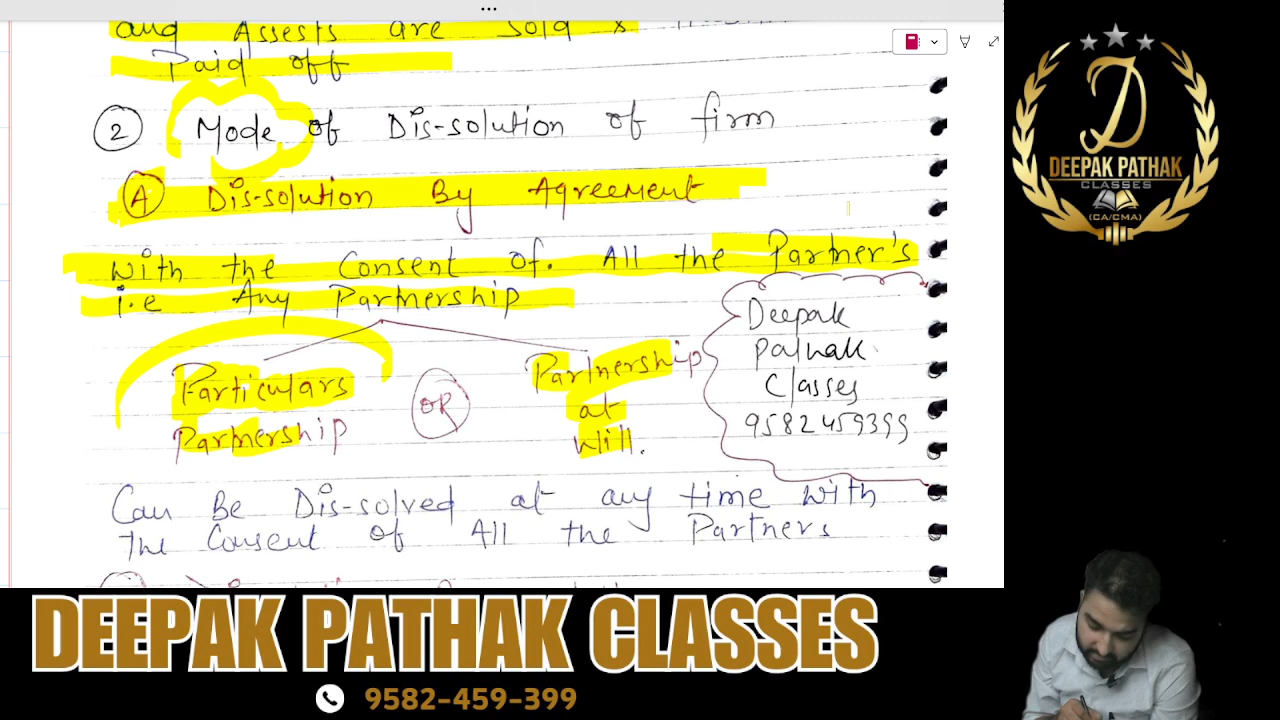 and Assests are sold &
Paid off
2 Mode of Dis-solution of firm
A Dis-solution By Agreement
with the Consent of. All the Partner's
i.e Any Partnership
Particulars
Partnership
OR
Partnership
at
Will.
Deepak
Pathak
Classes
9582459399
Can Be Dis-solved at any time with
The Consent of All the Partners
D
DEEPAK PATHAK
CLASSES
(CA/CMA)
DEEPAK PATHAK CLASSES
9582-459-399